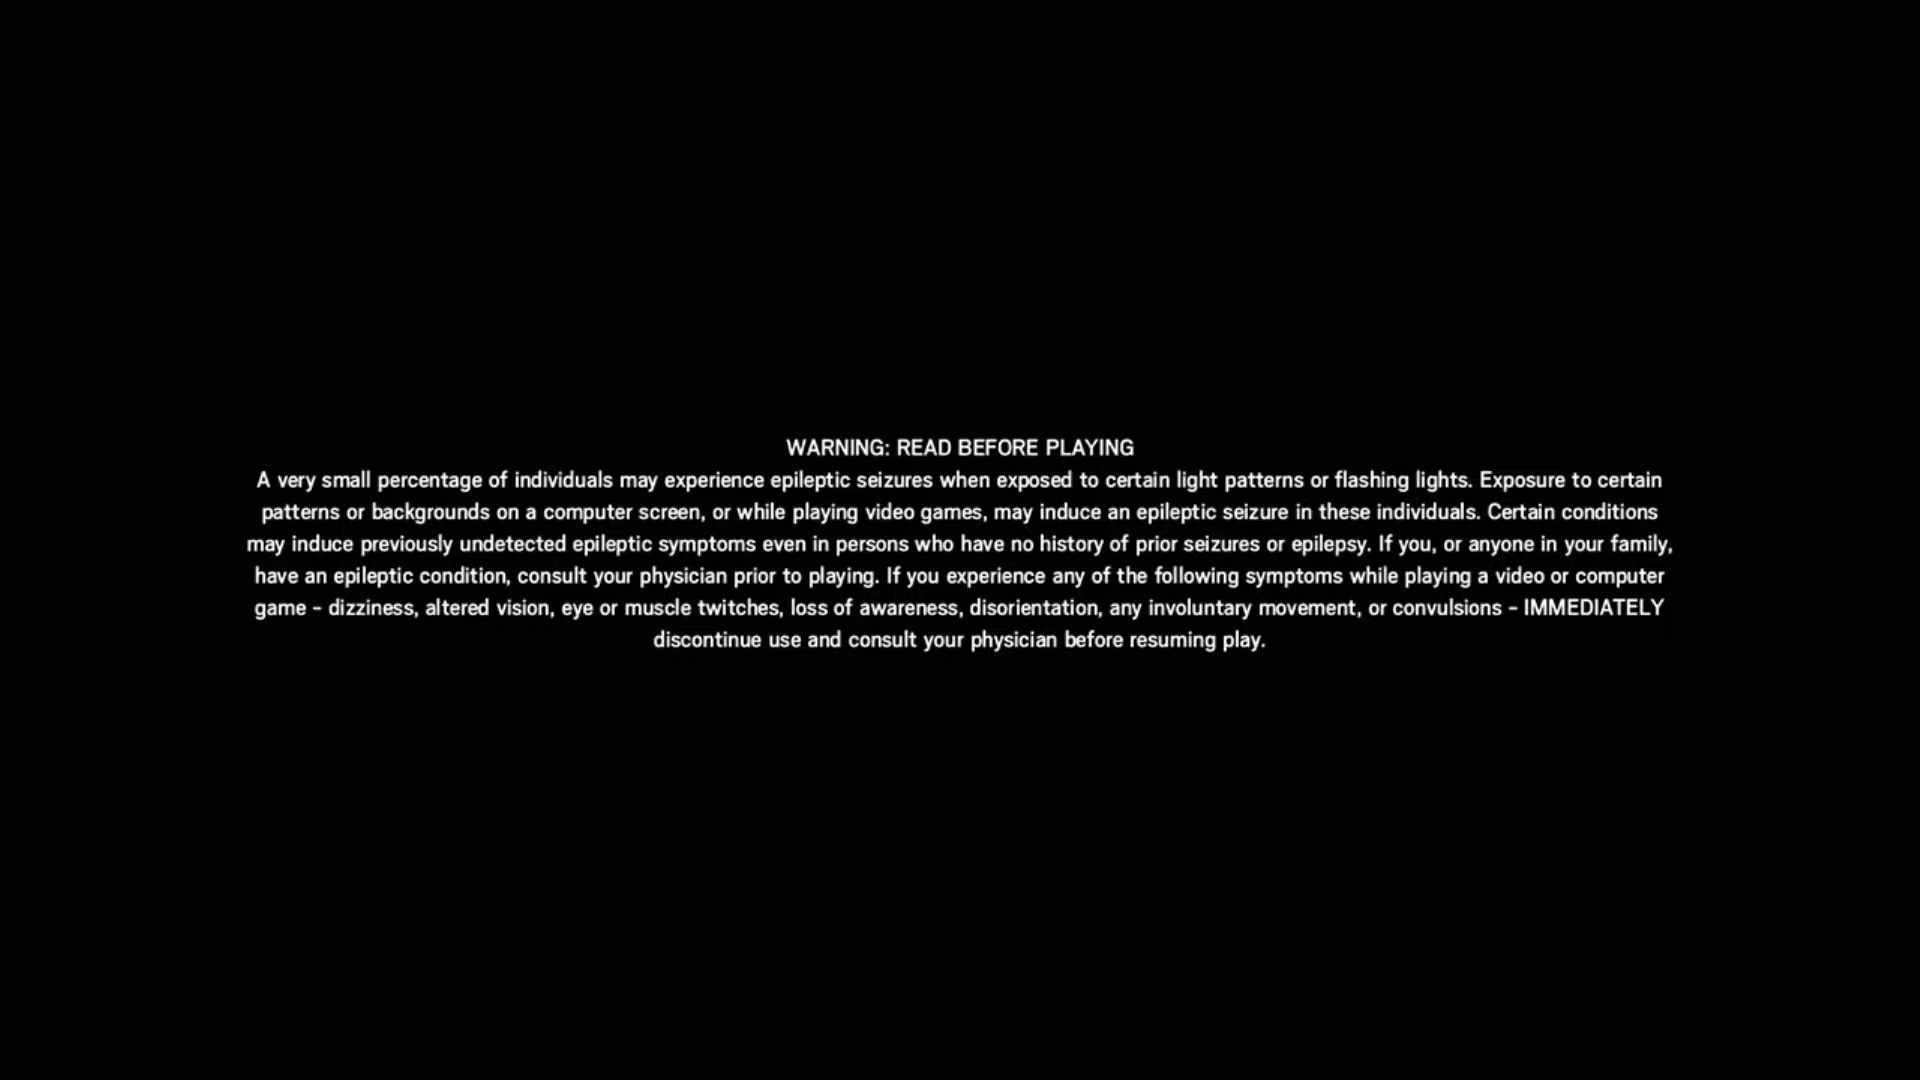 WARNING: READ BEFORE PLAYING
A very small percentage of individuals may experience epileptic seizures when exposed to certain light patterns or flashing lights. Exposure to certain
patterns or backgrounds on a computer screen, or while playing video games, may induce an epileptic seizure in these individuals. Certain conditions
may induce previously undetected epileptic symptoms even in persons who have no history of prior seizures or epilepsy. If you, or anyone in your family,
have an epileptic condition, consult your physician prior to playing. If you experience any of the following symptoms while playing a video or computer
game - dizziness, altered vision, eye or muscle twitches, loss of awareness, disorientation, any involuntary movement, or convulsions - IMMEDIATELY
discontinue use and consult your physician before resuming play.